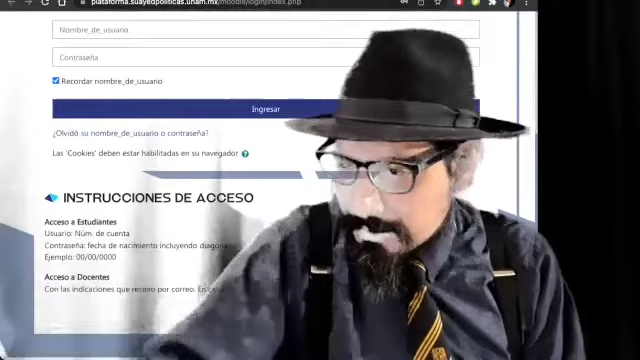 plataforma.suayedpoliticas.unam.mx/moodle/login/index.php
Nombre_de_usuario
Contraseña
Recordar nombre_de_usuario
Ingresar
¿Olvidó su nombre_de_usuario o contraseña?
Las 'Cookies' deben estar habilitadas en su navegador
INSTRUCCIONES DE ACCESO
Acceso a Estudiantes
Usuario: Núm. de cuenta
Contraseña: fecha de nacimiento incluyendo diagonales
Ejemplo: 00/00/0000
Acceso a Docentes
Con las indicaciones que recibió por correo. En